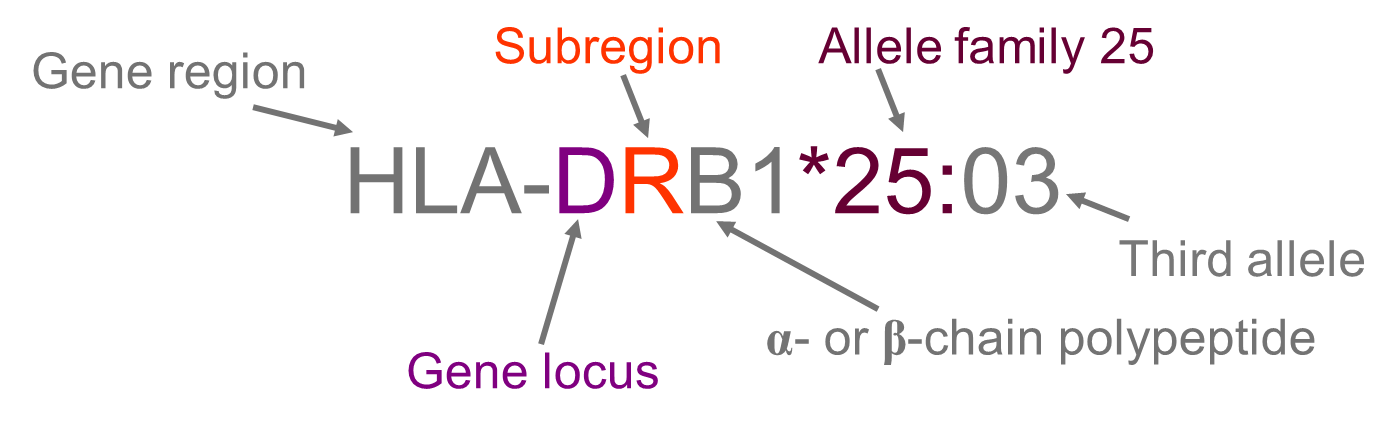 Subregion
Allele family 25
Gene region
HLA-DRB1*25:03
Third allele
α- or β-chain polypeptide
Gene locus